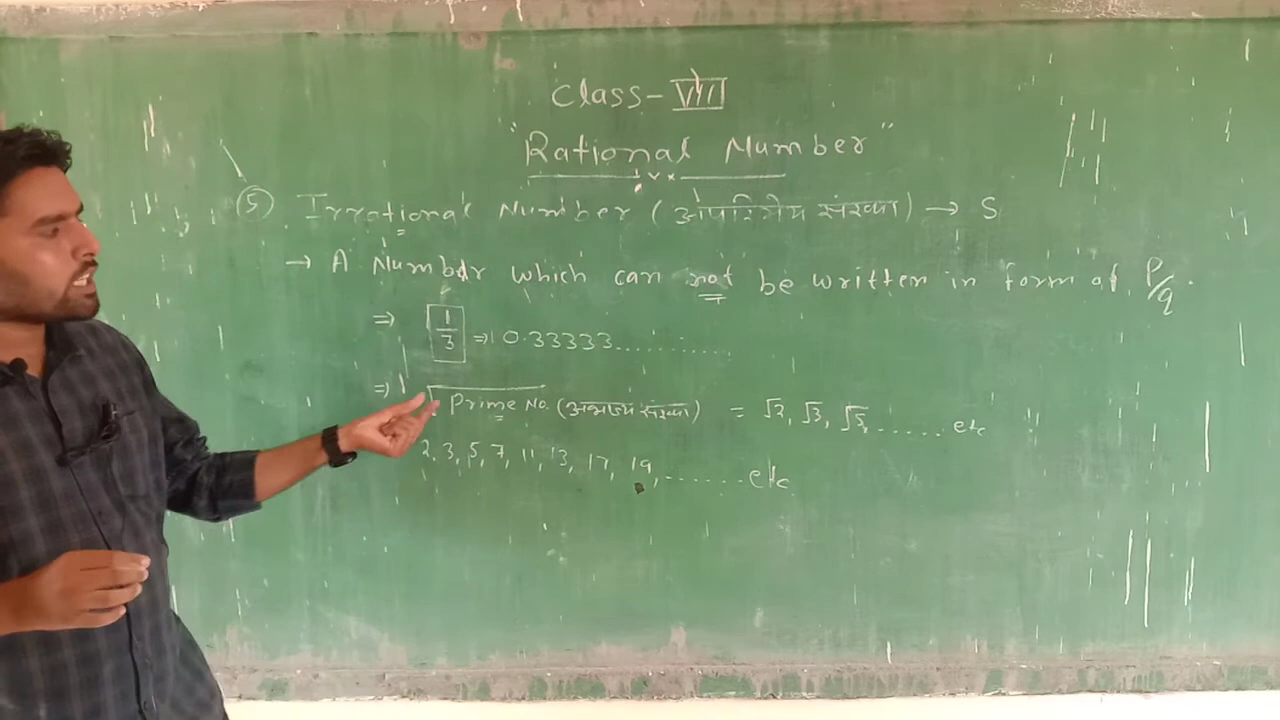 Class-VIII
"Rational Number"
⑤ Irrational Number (अपरिमेय संख्या) → S
→ A Number which can not be written in form of P/q.
⇒ 1/3 ⇒ 0.33333............
⇒ √Prime No. (अभाज्य संख्या) = √2, √3, √5, ...... etc
2, 3, 5, 7, 11, 13, 17, 19, ....... etc.